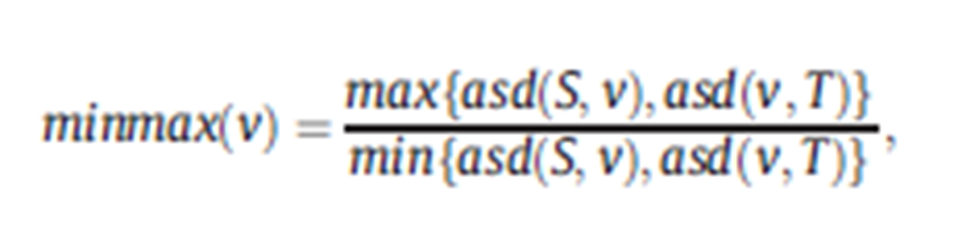 minmax(v) = max{asd(S, v), asd(v, T)} / min{asd(S, v), asd(v, T)},